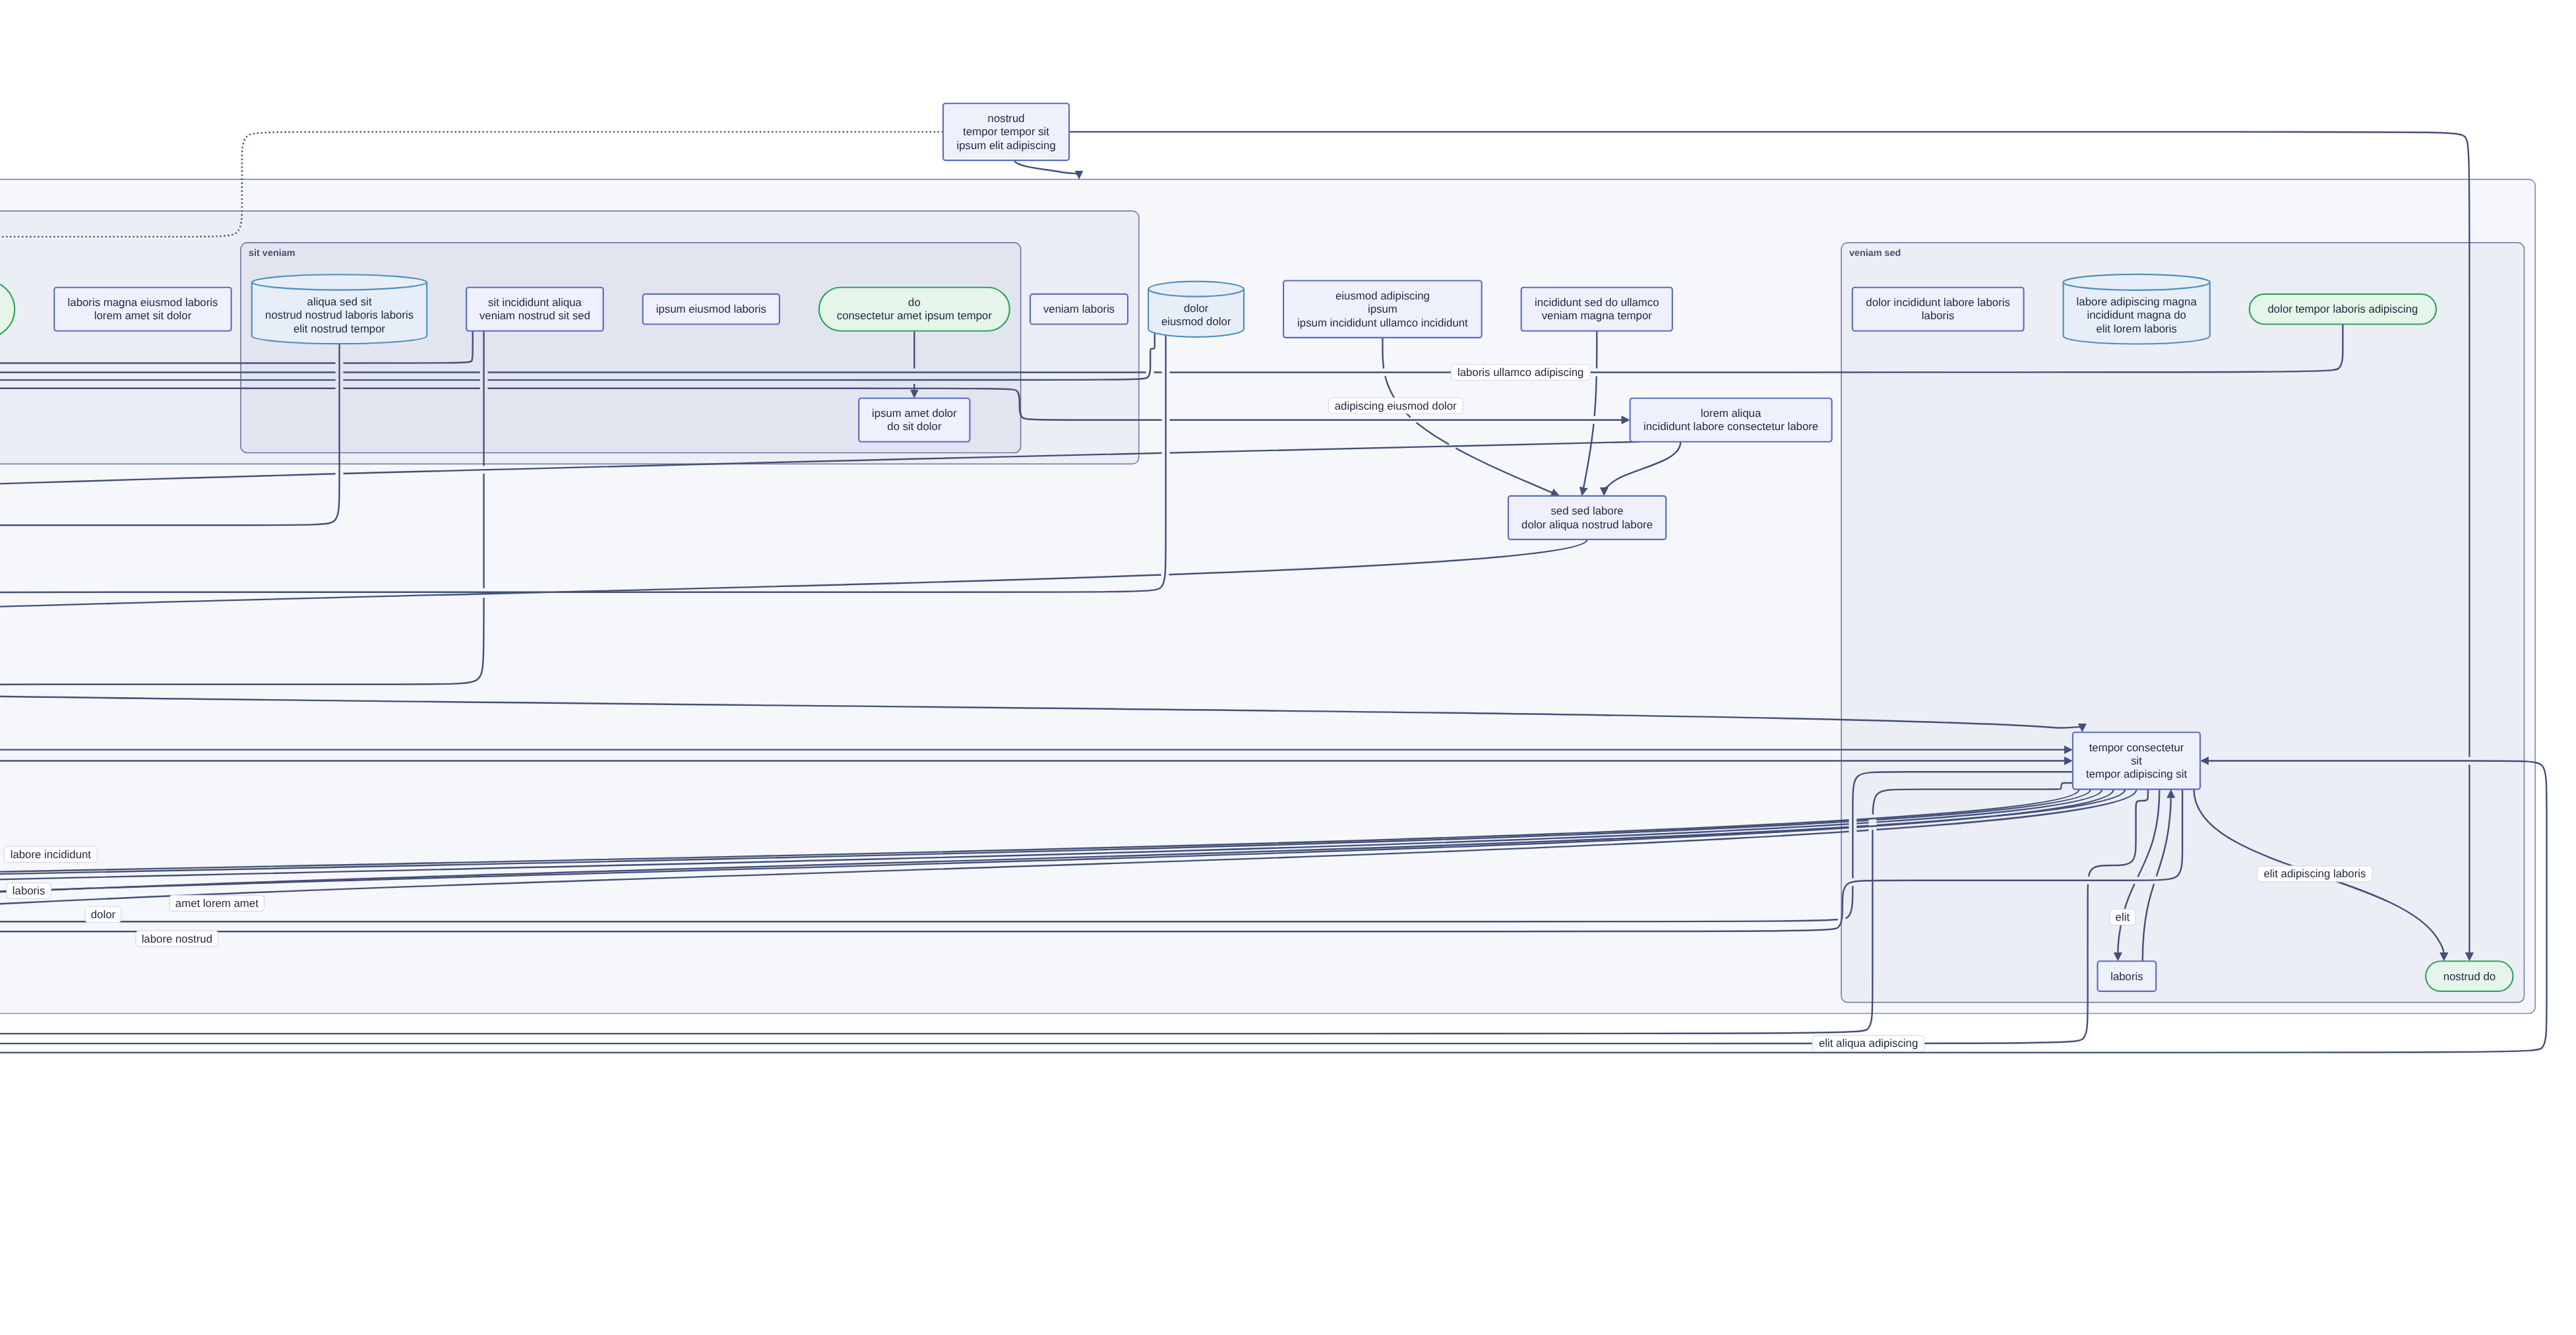 nostrud
tempor tempor sit
ipsum elit adipiscing
sit veniam
veniam sed
laboris magna eiusmod laboris
lorem amet sit dolor
aliqua sed sit
nostrud nostrud laboris laboris
elit nostrud tempor
sit incididunt aliqua
veniam nostrud sit sed
ipsum eiusmod laboris
do
consectetur amet ipsum tempor
veniam laboris
dolor
eiusmod dolor
eiusmod adipiscing
ipsum
ipsum incididunt ullamco incididunt
incididunt sed do ullamco
veniam magna tempor
dolor incididunt labore laboris
laboris
labore adipiscing magna
incididunt magna do
elit lorem laboris
dolor tempor laboris adipiscing
laboris ullamco adipiscing
adipiscing eiusmod dolor
ipsum amet dolor
do sit dolor
lorem aliqua
incididunt labore consectetur labore
sed sed labore
dolor aliqua nostrud labore
tempor consectetur
sit
tempor adipiscing sit
labore incididunt
laboris
amet lorem amet
dolor
labore nostrud
elit adipiscing laboris
elit
laboris
nostrud do
elit aliqua adipiscing